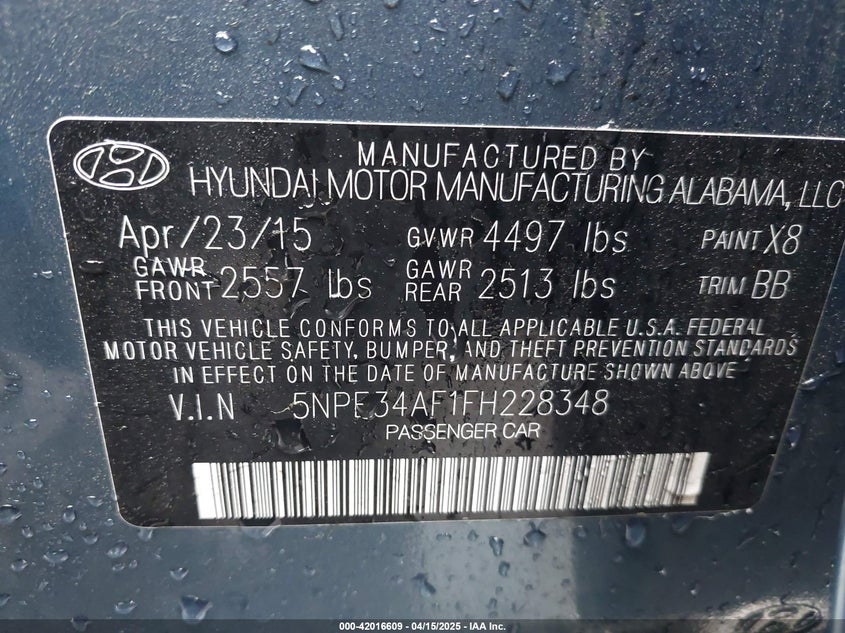 MANUFACTURED BY
HYUNDAI MOTOR MANUFACTURING ALABAMA, LLC
Apr/23/15 GVWR 4497 lbs PAINT X8
GAWR FRONT 2557 lbs GAWR REAR 2513 lbs TRIM BB
THIS VEHICLE CONFORMS TO ALL APPLICABLE U.S.A. FEDERAL
MOTOR VEHICLE SAFETY, BUMPER, AND THEFT PREVENTION STANDARDS
IN EFFECT ON THE DATE OF MANUFACTURE SHOWN ABOVE
V.I.N 5NPE34AF1FH228348
PASSENGER CAR
000-42016609 - 04/15/2025 - IAA Inc.